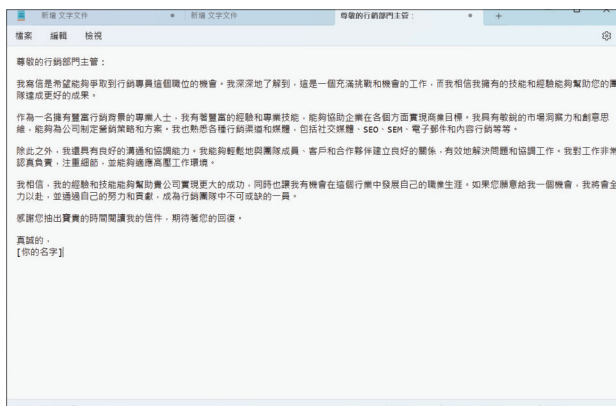 新增 文字文件
新增 文字文件
尊敬的行銷部門主管：
檔案 編輯 檢視
尊敬的行銷部門主管：
我寫信是希望能夠爭取到行銷專員這個職位的機會。我深深地了解到，這是一個充滿挑戰和機會的工作，而我相信我擁有的技能和經驗能夠幫助您的團
隊達成更好的成果。
作為一名擁有豐富行銷背景的專業人士，我有著豐富的經驗和專業技能，能夠協助企業在各個方面實現商業目標。我具有敏銳的市場洞察力和創意思
維，能夠為公司制定營銷策略和方案。我也熟悉各種行銷渠道和媒體，包括社交媒體、SEO、SEM、電子郵件和內容行銷等等。
除此之外，我還具有良好的溝通和協調能力。我能夠輕鬆地與團隊成員、客戶和合作夥伴建立良好的關係，有效地解決問題和協調工作。我對工作非常
認真負責，注重細節，並能夠適應高壓工作環境。
我相信，我的經驗和技能能夠幫助貴公司實現更大的成功，同時也讓我有機會在這個行業中發展自己的職業生涯。如果您願意給我一個機會，我將會全
力以赴，並通過自己的努力和貢獻，成為行銷團隊中不可或缺的一員。
感謝您抽出寶貴的時間閱讀我的信件，期待著您的回復。
真誠的，
[你的名字]